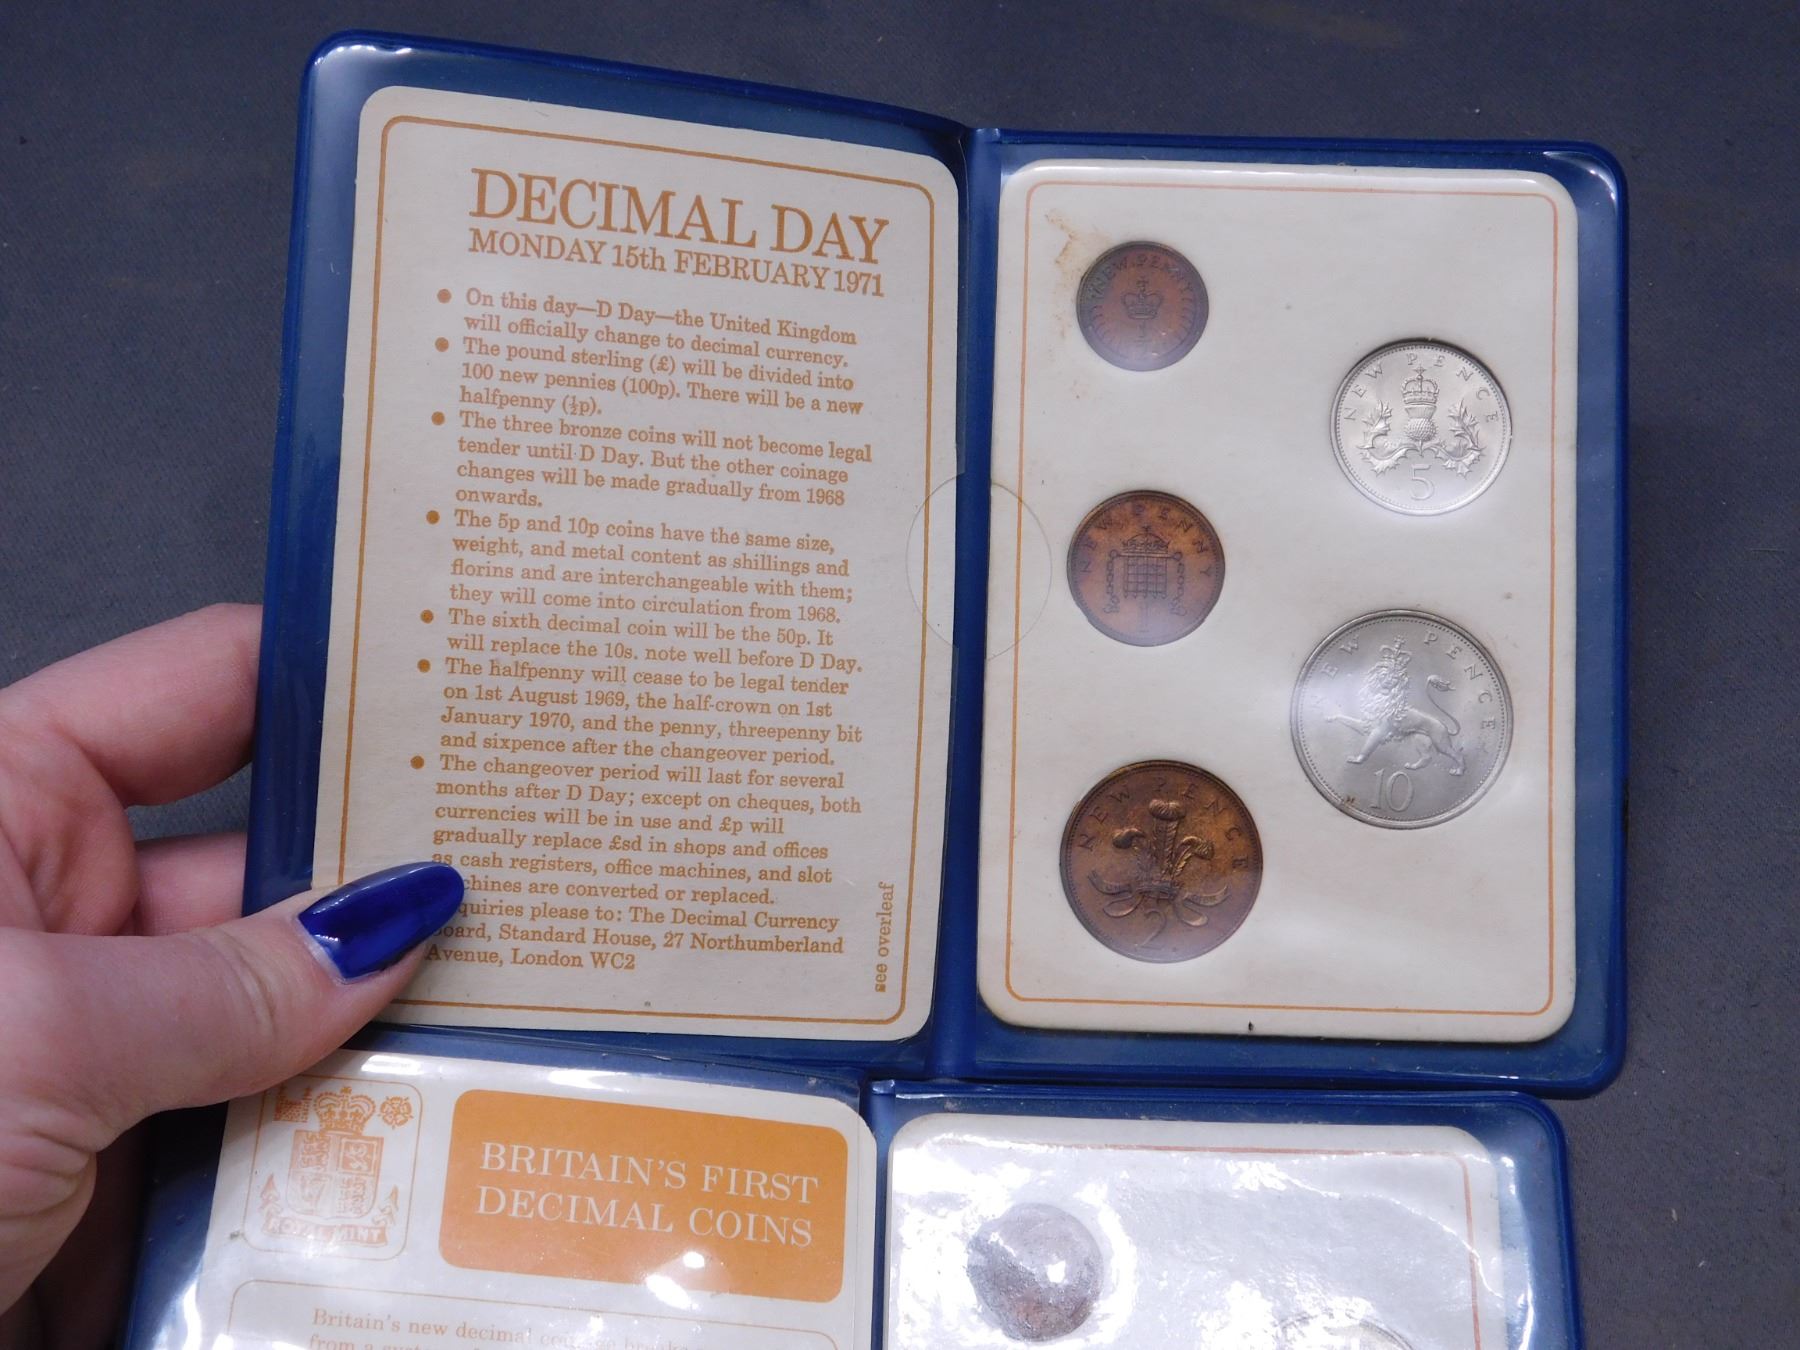 DECIMAL DAY
MONDAY 15th FEBRUARY 1971
• On this day—D Day—the United Kingdom
will officially change to decimal currency.
• The pound sterling (£) will be divided into
100 new pennies (100p). There will be a new
halfpenny (½p).
• The three bronze coins will not become legal
tender until D Day. But the other coinage
changes will be made gradually from 1968
onwards.
• The 5p and 10p coins have the same size,
weight, and metal content as shillings and
florins and are interchangeable with them;
they will come into circulation from 1968.
• The sixth decimal coin will be the 50p. It
will replace the 10s. note well before D Day.
• The halfpenny will cease to be legal tender
on 1st August 1969, the half-crown on 1st
January 1970, and the penny, threepenny bit
and sixpence after the changeover period.
• The changeover period will last for several
months after D Day; except on cheques, both
currencies will be in use and £p will
gradually replace £sd in shops and offices
as cash registers, office machines, and slot
chines are converted or replaced.
quiries please to: The Decimal Currency
oard, Standard House, 27 Northumberland
Avenue, London WC2
see overleaf
NEW PENNY
½
NEW PENCE
5
NEW PENNY
1
NEW PENCE
10
NEW PENCE
2
ROYAL MINT
BRITAIN'S FIRST
DECIMAL COINS
Britain's new decimal
from a